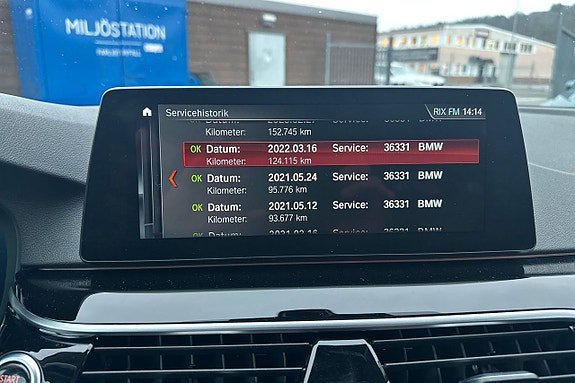 MILJÖSTATION
Servicehistorik
RIX FM 14:14
152.745 km
Kilometer:
OK Datum: 2022.03.16 Service: 36331 BMW
Kilometer: 124.115 km
OK Datum: 2021.05.24 Service: 36331 BMW
Kilometer: 95.776 km
OK Datum: 2021.05.12 Service: 36331 BMW
Kilometer: 93.677 km
START